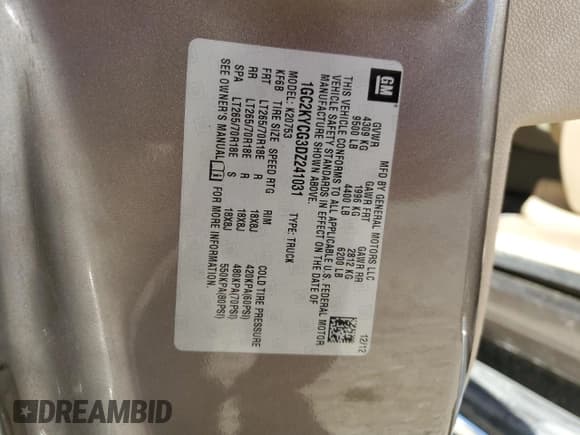 GM
MFD BY GENERAL MOTORS LLC
12/12
GVWR GAWR FRT GAWR RR
4309 KG 1996 KG 2812 KG
9500 LB 4400 LB 6200 LB
THIS VEHICLE CONFORMS TO ALL APPLICABLE U.S. FEDERAL MOTOR
VEHICLE SAFETY STANDARDS IN EFFECT ON THE DATE OF
MANUFACTURE SHOWN ABOVE.
1GC2KYCG3DZ241031 TYPE: TRUCK
MODEL: K20753
KF6B TIRE SIZE SPEED RTG RIM COLD TIRE PRESSURE
FRT LT265/70R18E R 18X8J 420KPA(60PSI)
RR LT265/70R18E R 18X8J 480KPA(70PSI)
SPA LT265/70R18E S 18X8J 550KPA(80PSI)
SEE OWNER'S MANUAL FOR MORE INFORMATION.
DREAMBID